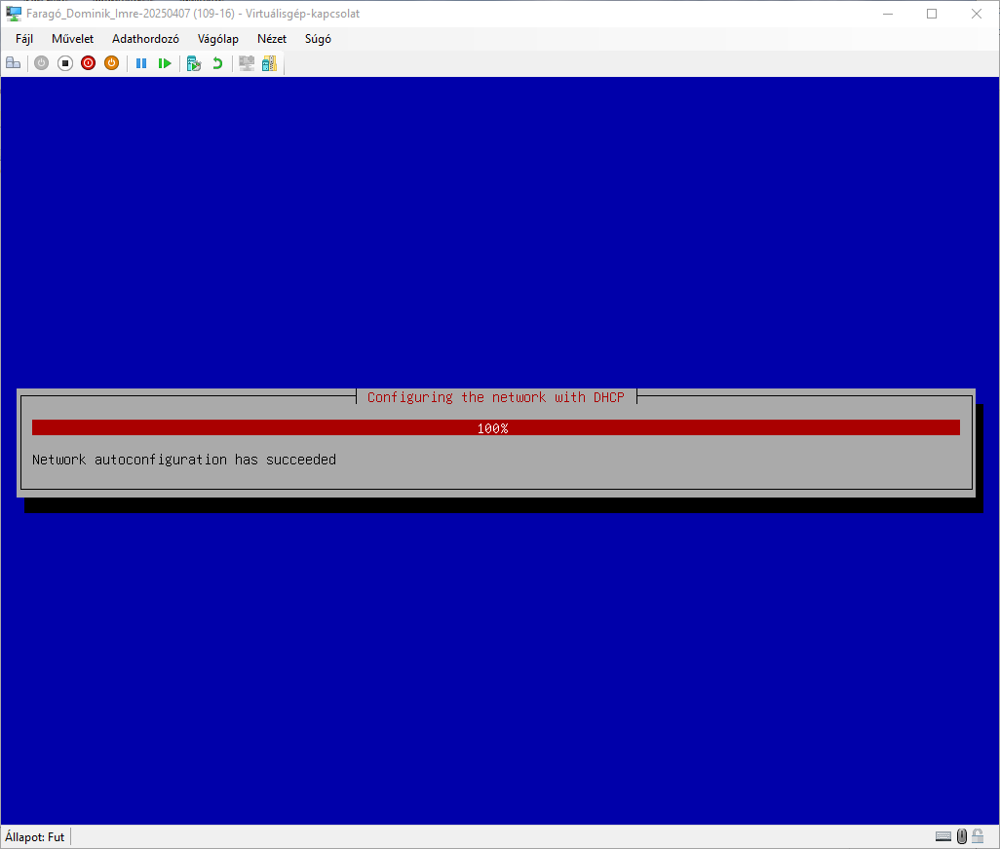 Faragó_Dominik_Imre-20250407 (109-16) - Virtuálisgép-kapcsolat
Fájl Művelet Adathordozó Vágólap Nézet Súgó
Configuring the network with DHCP
100%
Network autoconfiguration has succeeded
Állapot: Fut